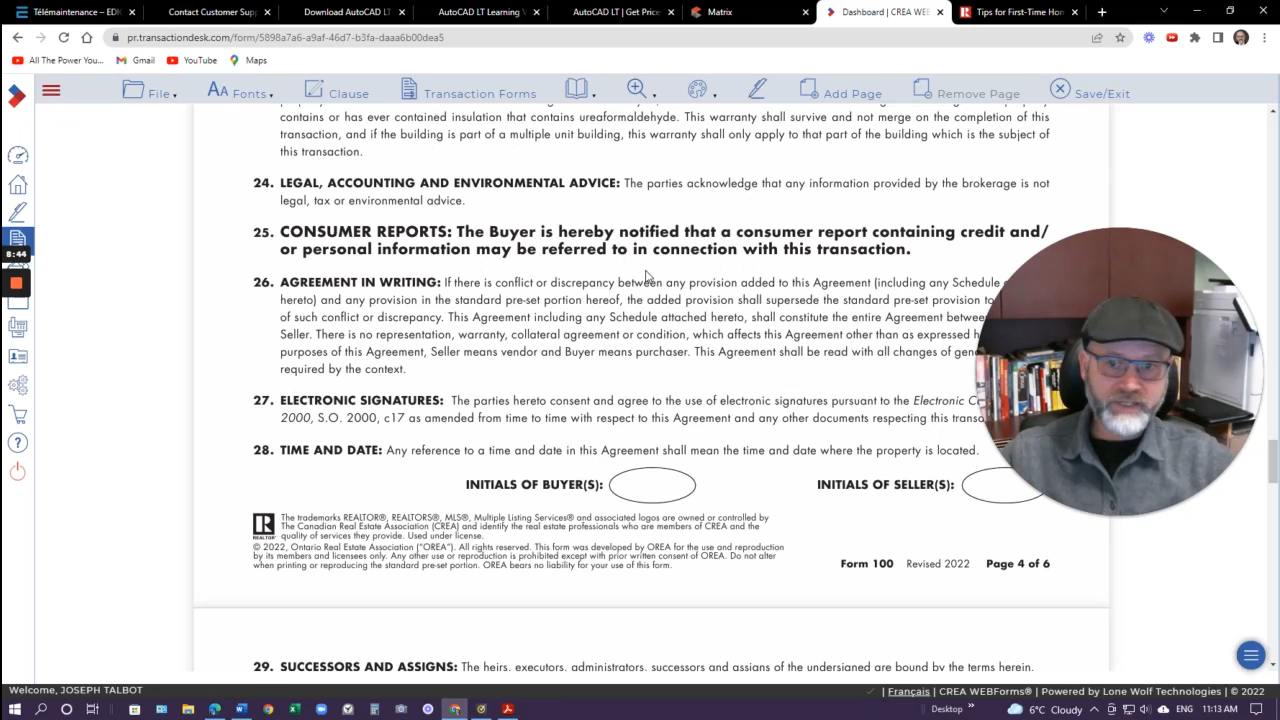 Télémaintenance – EDI
Contact Customer Sup
Download AutoCAD LT
AutoCAD LT Learning
AutoCAD LT | Get Price
Matrix
Dashboard | CREA WEB
Tips for First-Time Hon
pr.transactiondesk.com/form/5898a7a6-a9af-46d7-b3fa-daaa6b00dea5
All The Power You...
Gmail
YouTube
Maps
File
Fonts
Clause
Transaction Forms
Add Page
Remove Page
Save/Exit
contains or has ever contained insulation that contains ureaformaldehyde. This warranty shall survive and not merge on the completion of this
transaction, and if the building is part of a multiple unit building, this warranty shall only apply to that part of the building which is the subject of
this transaction.
24. LEGAL, ACCOUNTING AND ENVIRONMENTAL ADVICE: The parties acknowledge that any information provided by the brokerage is not
legal, tax or environmental advice.
25. CONSUMER REPORTS: The Buyer is hereby notified that a consumer report containing credit and/
or personal information may be referred to in connection with this transaction.
8:44
26. AGREEMENT IN WRITING: If there is conflict or discrepancy between any provision added to this Agreement (including any Schedule
hereto) and any provision in the standard pre-set portion hereof, the added provision shall supersede the standard pre-set provision to
of such conflict or discrepancy. This Agreement including any Schedule attached hereto, shall constitute the entire Agreement betwee
Seller. There is no representation, warranty, collateral agreement or condition, which affects this Agreement other than as expressed h
purposes of this Agreement, Seller means vendor and Buyer means purchaser. This Agreement shall be read with all changes of gen
required by the context.
27. ELECTRONIC SIGNATURES: The parties hereto consent and agree to the use of electronic signatures pursuant to the Electronic C
2000, S.O. 2000, c17 as amended from time to time with respect to this Agreement and any other documents respecting this transa
28. TIME AND DATE: Any reference to a time and date in this Agreement shall mean the time and date where the property is located.
INITIALS OF BUYER(S):
INITIALS OF SELLER(S):
The trademarks REALTOR®, REALTORS®, MLS®, Multiple Listing Services® and associated logos are owned or controlled by
The Canadian Real Estate Association (CREA) and identify the real estate professionals who are members of CREA and the
quality of services they provide. Used under license.
© 2022, Ontario Real Estate Association ("OREA"). All rights reserved. This form was developed by OREA for the use and reproduction
by its members and licensees only. Any other use or reproduction is prohibited except with prior written consent of OREA. Do not alter
when printing or reproducing the standard pre-set portion. OREA bears no liability for your use of this form.
Form 100 Revised 2022 Page 4 of 6
29. SUCCESSORS AND ASSIGNS: The heirs, executors, administrators, successors and assigns of the undersigned are bound by the terms herein.
Welcome, JOSEPH TALBOT
| Français | CREA WEBForms® | Powered by Lone Wolf Technologies | © 2022
Desktop
6°C Cloudy
11:13 AM